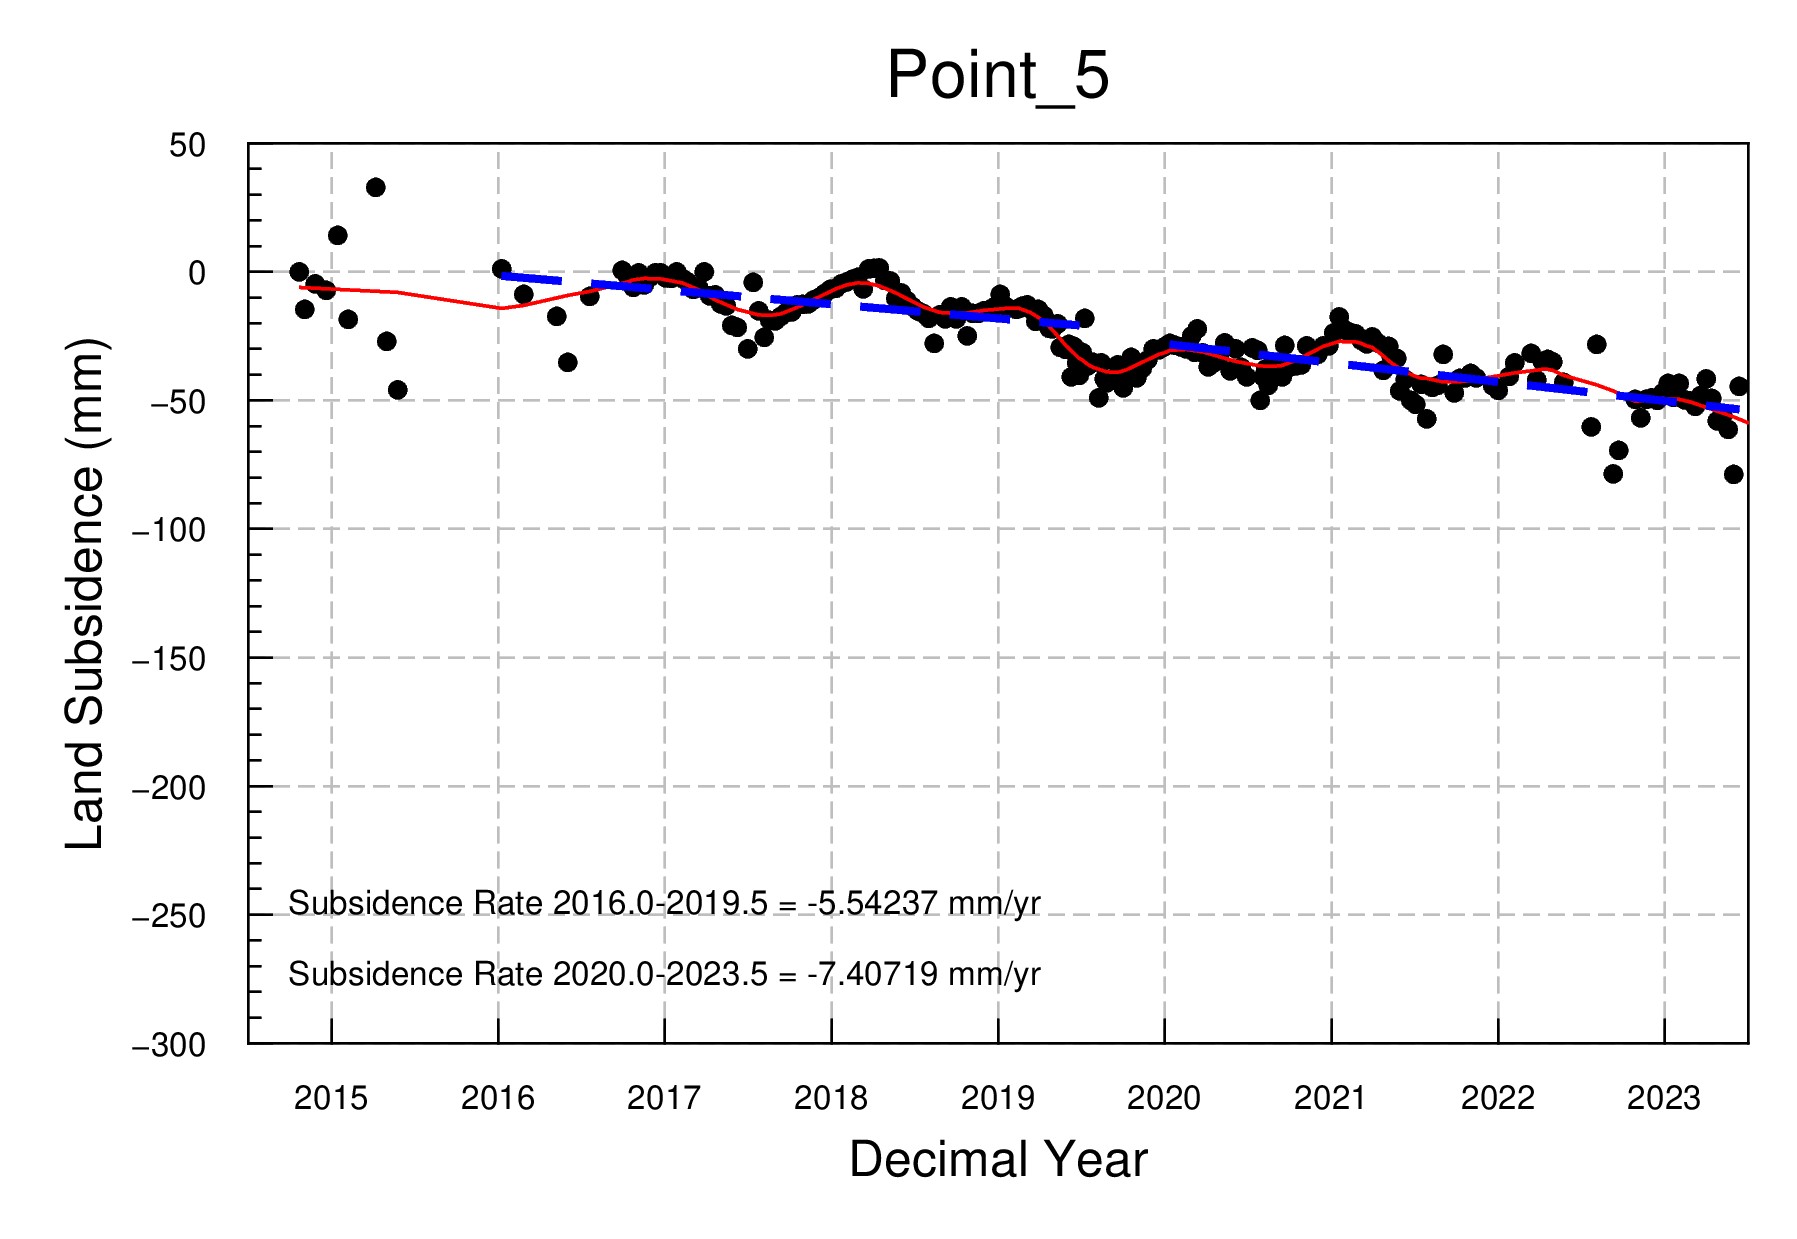 Point_5
50
0
−50
−100
−150
−200
−250
−300
Land Subsidence (mm)
Subsidence Rate 2016.0-2019.5 = -5.54237 mm/yr
Subsidence Rate 2020.0-2023.5 = -7.40719 mm/yr
2015 2016 2017 2018 2019 2020 2021 2022 2023
Decimal Year